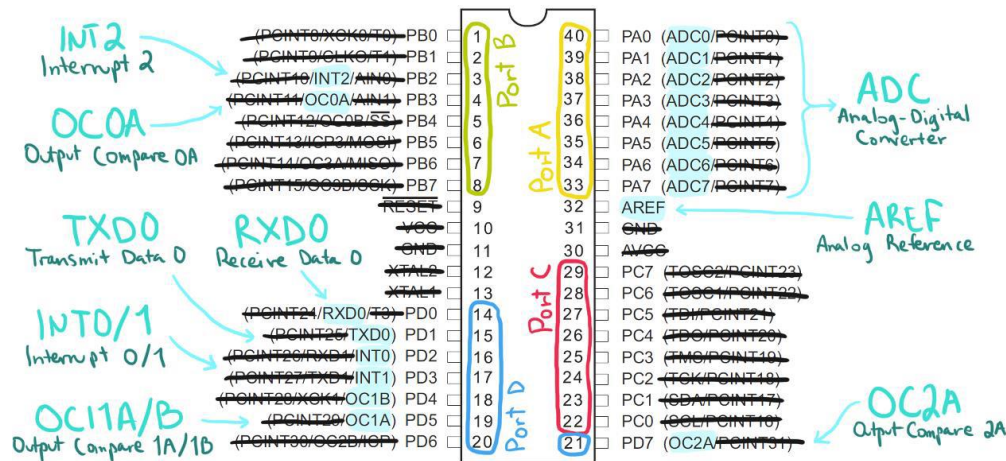 INT2
Interrupt 2
OC0A
Output Compare 0A
TXD0
Transmit Data 0
RXD0
Receive Data 0
INT0/1
Interrupt 0/1
OC11A/B
Output Compare 1A/1B
(PCINT8/XCK0/T0) PB0 1
(PCINT9/CLKO/T1) PB1 2
(PCINT10/INT2/AIN0) PB2 3
(PCINT11/OC0A/AIN1) PB3 4
(PCINT12/OC0B/SS) PB4 5
(PCINT13/ICP3/MOSI) PB5 6
(PCINT14/OC3A/MISO) PB6 7
(PCINT15/OC3B/SCK) PB7 8
RESET 9
VCC 10
GND 11
XTAL2 12
XTAL1 13
(PCINT24/RXD0/T3) PD0 14
(PCINT25/TXD0) PD1 15
(PCINT26/RXD1/INT0) PD2 16
(PCINT27/TXD1/INT1) PD3 17
(PCINT28/XCK1/OC1B) PD4 18
(PCINT29/OC1A) PD5 19
(PCINT30/OC2B/ICP) PD6 20
Port B
Port D
Port A
Port C
40 PA0 (ADC0/PCINT0)
39 PA1 (ADC1/PCINT1)
38 PA2 (ADC2/PCINT2)
37 PA3 (ADC3/PCINT3)
36 PA4 (ADC4/PCINT4)
35 PA5 (ADC5/PCINT5)
34 PA6 (ADC6/PCINT6)
33 PA7 (ADC7/PCINT7)
32 AREF
31 GND
30 AVCC
29 PC7 (TOSC2/PCINT23)
28 PC6 (TOSC1/PCINT22)
27 PC5 (TDI/PCINT21)
26 PC4 (TDO/PCINT20)
25 PC3 (TMS/PCINT19)
24 PC2 (TCK/PCINT18)
23 PC1 (SDA/PCINT17)
22 PC0 (SCL/PCINT16)
21 PD7 (OC2A/PCINT31)
ADC
Analog-Digital
Converter
AREF
Analog Reference
OC2A
Output Compare 2A